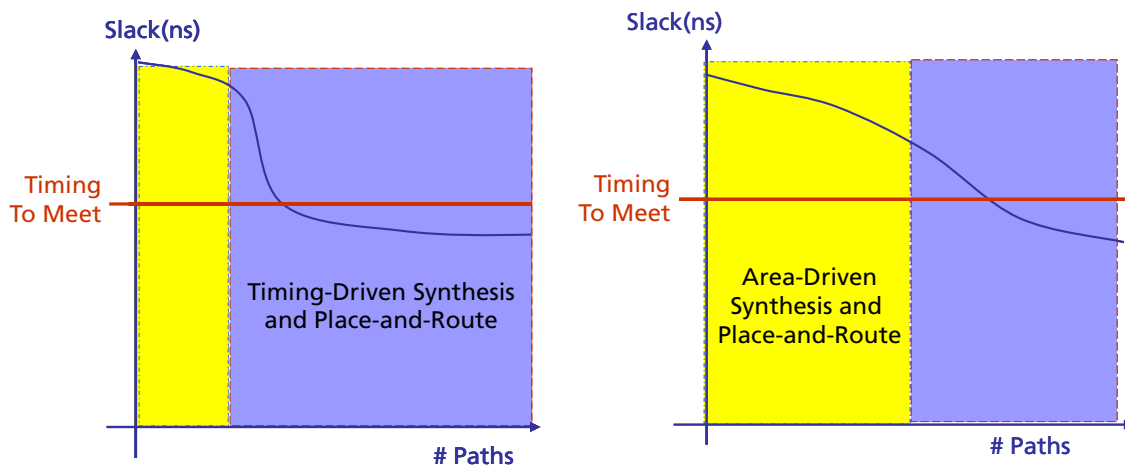 Slack(ns)
Timing
To Meet
Timing-Driven Synthesis
and Place-and-Route
# Paths
Slack(ns)
Timing
To Meet
Area-Driven
Synthesis and
Place-and-Route
# Paths